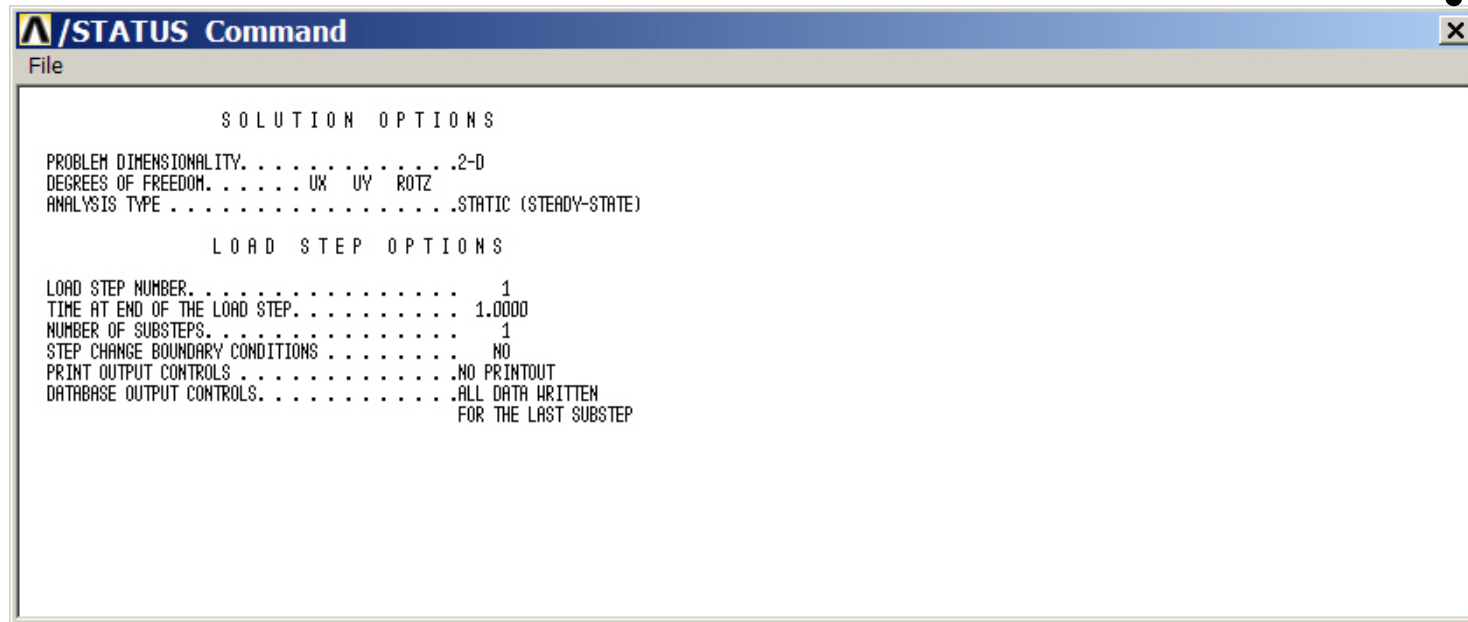 /STATUS Command
File
SOLUTION OPTIONS
PROBLEM DIMENSIONALITY. . . . . . . . . . . . .2-D
DEGREES OF FREEDOM. . . . . . UX UY ROTZ
ANALYSIS TYPE . . . . . . . . . . . . . . . . .STATIC (STEADY-STATE)
LOAD STEP OPTIONS
LOAD STEP NUMBER. . . . . . . . . . . . . . . . 1
TIME AT END OF THE LOAD STEP. . . . . . . . . . 1.0000
NUMBER OF SUBSTEPS. . . . . . . . . . . . . . . 1
STEP CHANGE BOUNDARY CONDITIONS . . . . . . . . NO
PRINT OUTPUT CONTROLS . . . . . . . . . . . . .NO PRINTOUT
DATABASE OUTPUT CONTROLS. . . . . . . . . . . .ALL DATA WRITTEN
FOR THE LAST SUBSTEP